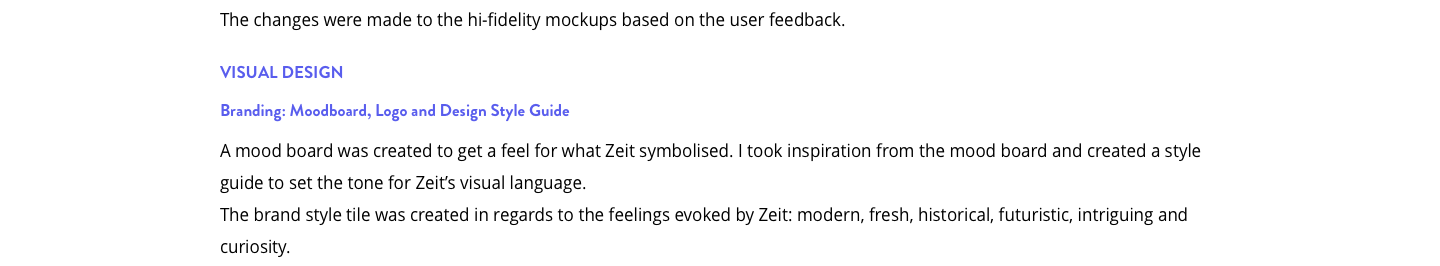 The changes were made to the hi-fidelity mockups based on the user feedback.
VISUAL DESIGN
Branding: Moodboard, Logo and Design Style Guide
A mood board was created to get a feel for what Zeit symbolised. I took inspiration from the mood board and created a style
guide to set the tone for Zeit’s visual language.
The brand style tile was created in regards to the feelings evoked by Zeit: modern, fresh, historical, futuristic, intriguing and
curiosity.